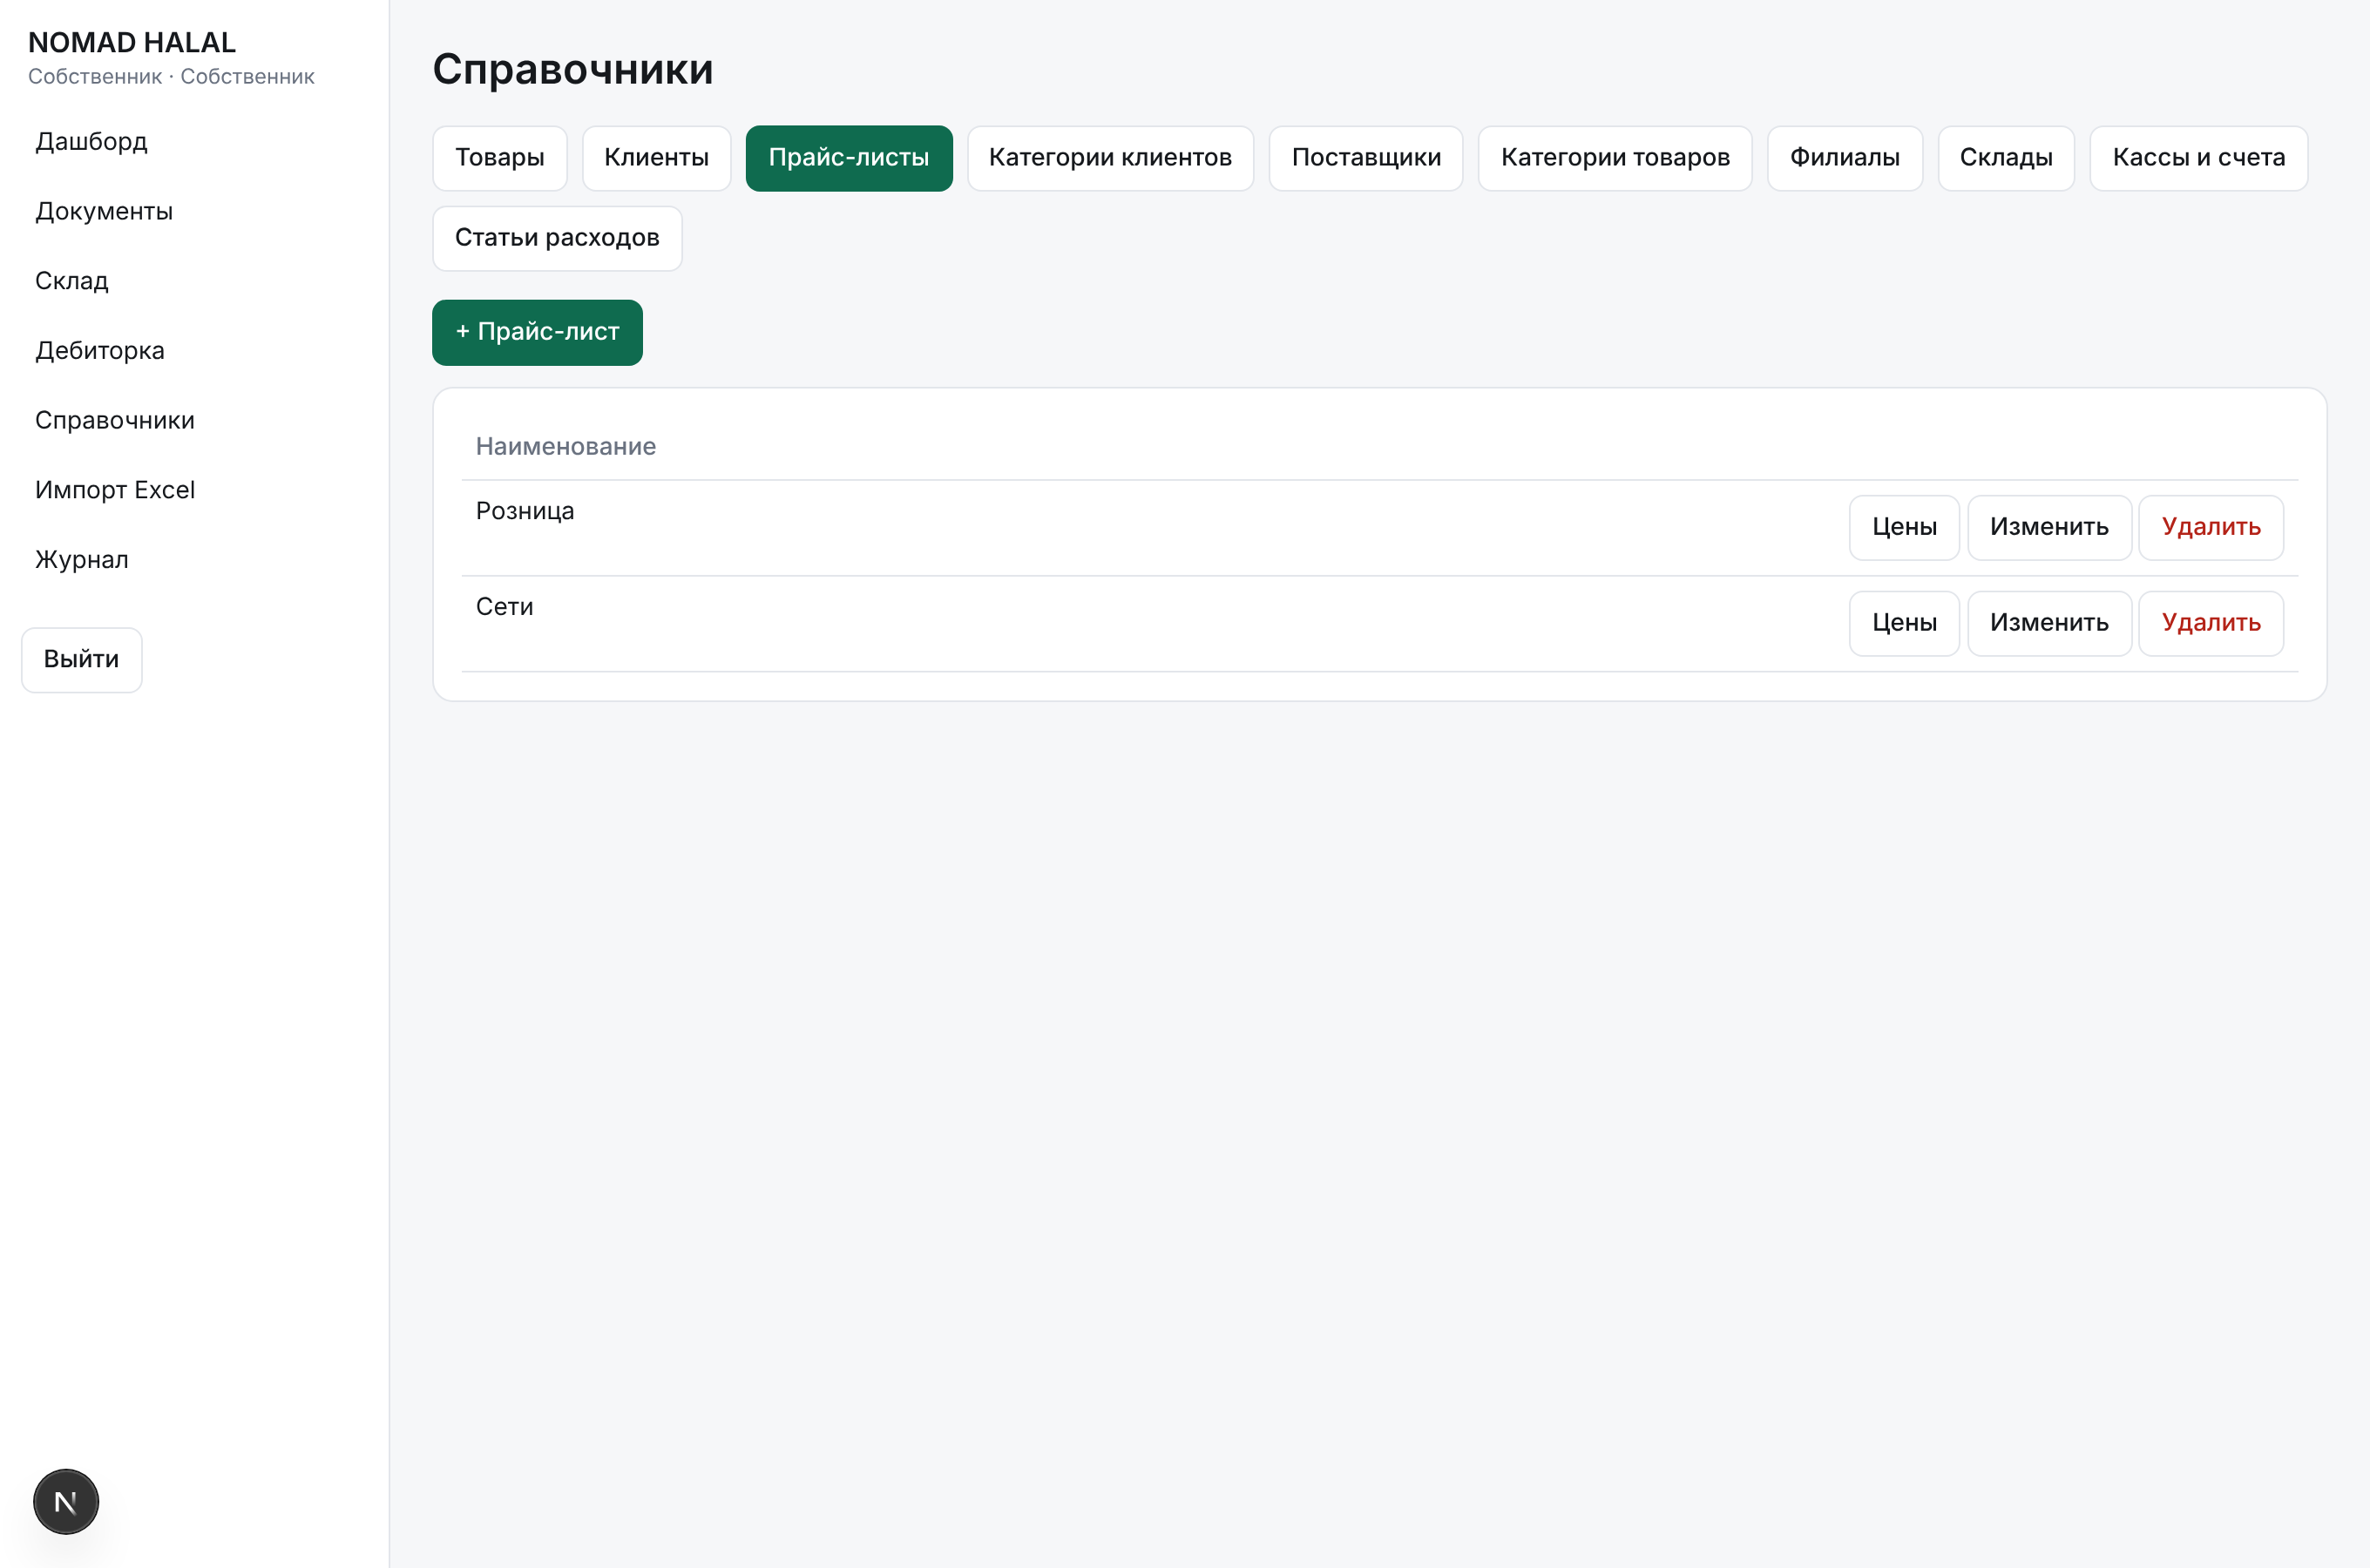 NOMAD HALAL
Собственник · Собственник
Дашборд
Документы
Склад
Дебиторка
Справочники
Импорт Excel
Журнал
Выйти
N
Справочники
Товары Клиенты Прайс-листы Категории клиентов Поставщики Категории товаров Филиалы Склады Кассы и счета
Статьи расходов
+ Прайс-лист
Наименование
Розница Цены Изменить Удалить
Сети Цены Изменить Удалить